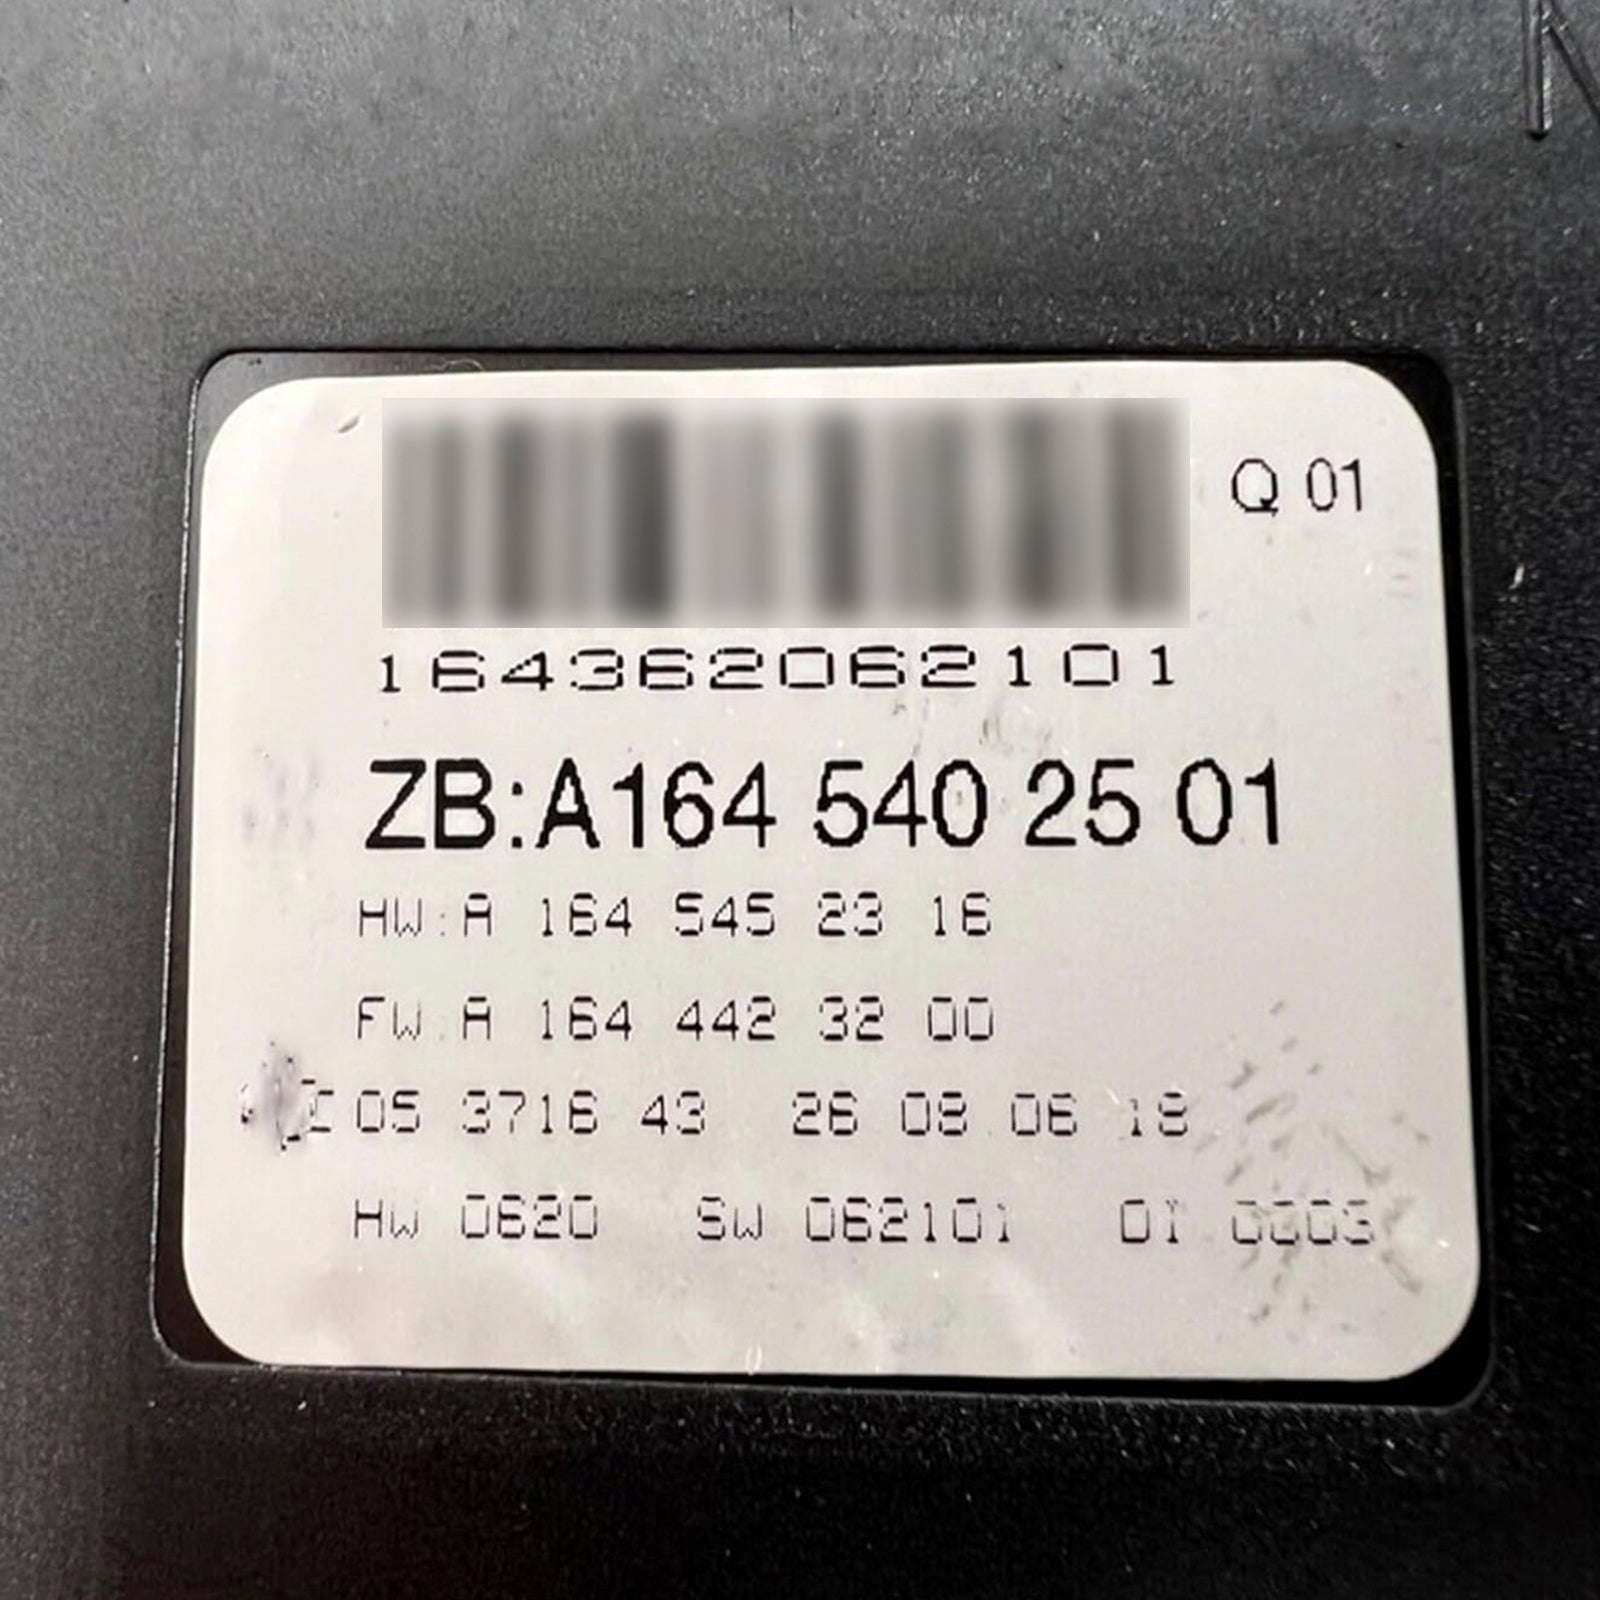 Q 01
164362062101
ZB:A164 540 25 01
HW:A 164 545 23 16
FW:A 164 442 32 00
05 3716 43 26 08 06 18
HW 0620 SW 062101 0003